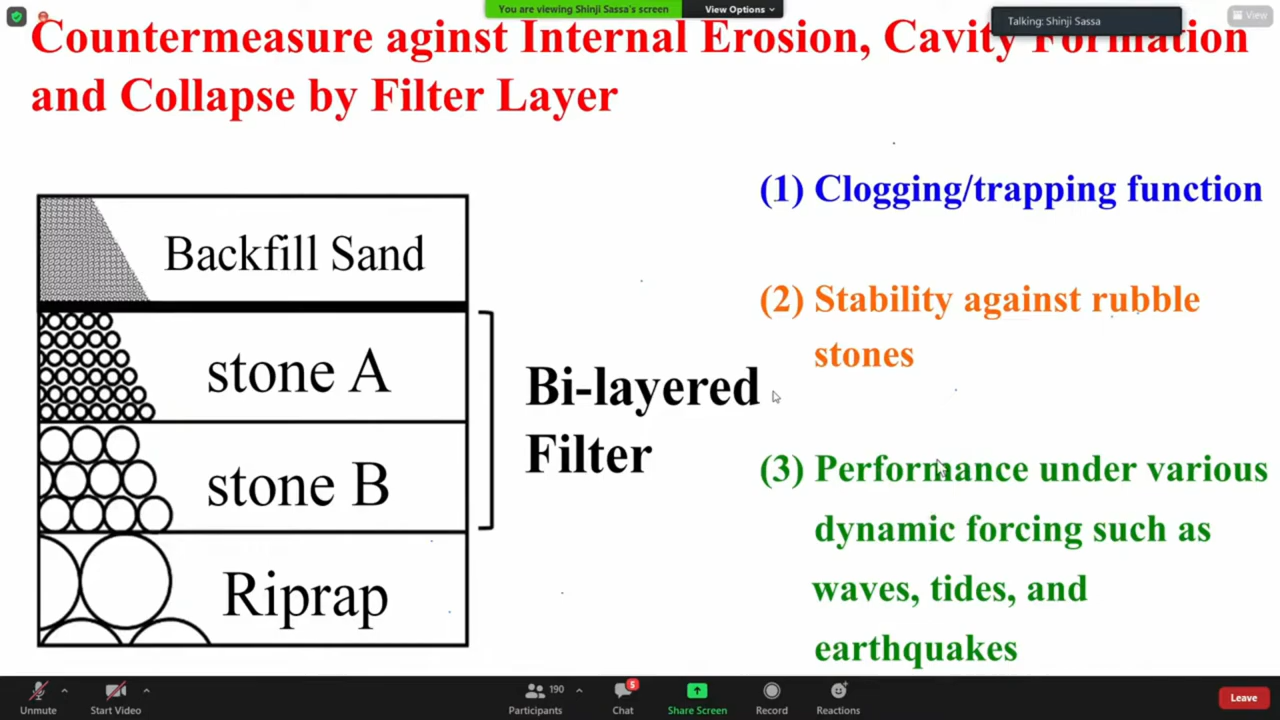 You are viewing Shinji Sassa's screen
View Options
Talking: Shinji Sassa
View
Countermeasure aginst Internal Erosion, Cavity Formation
and Collapse by Filter Layer
Backfill Sand
stone A
stone B
Riprap
Bi-layered
Filter
(1) Clogging/trapping function
(2) Stability against rubble
stones
(3) Performance under various
dynamic forcing such as
waves, tides, and
earthquakes
Unmute
Start Video
190
Participants
5
Chat
Share Screen
Record
Reactions
Leave